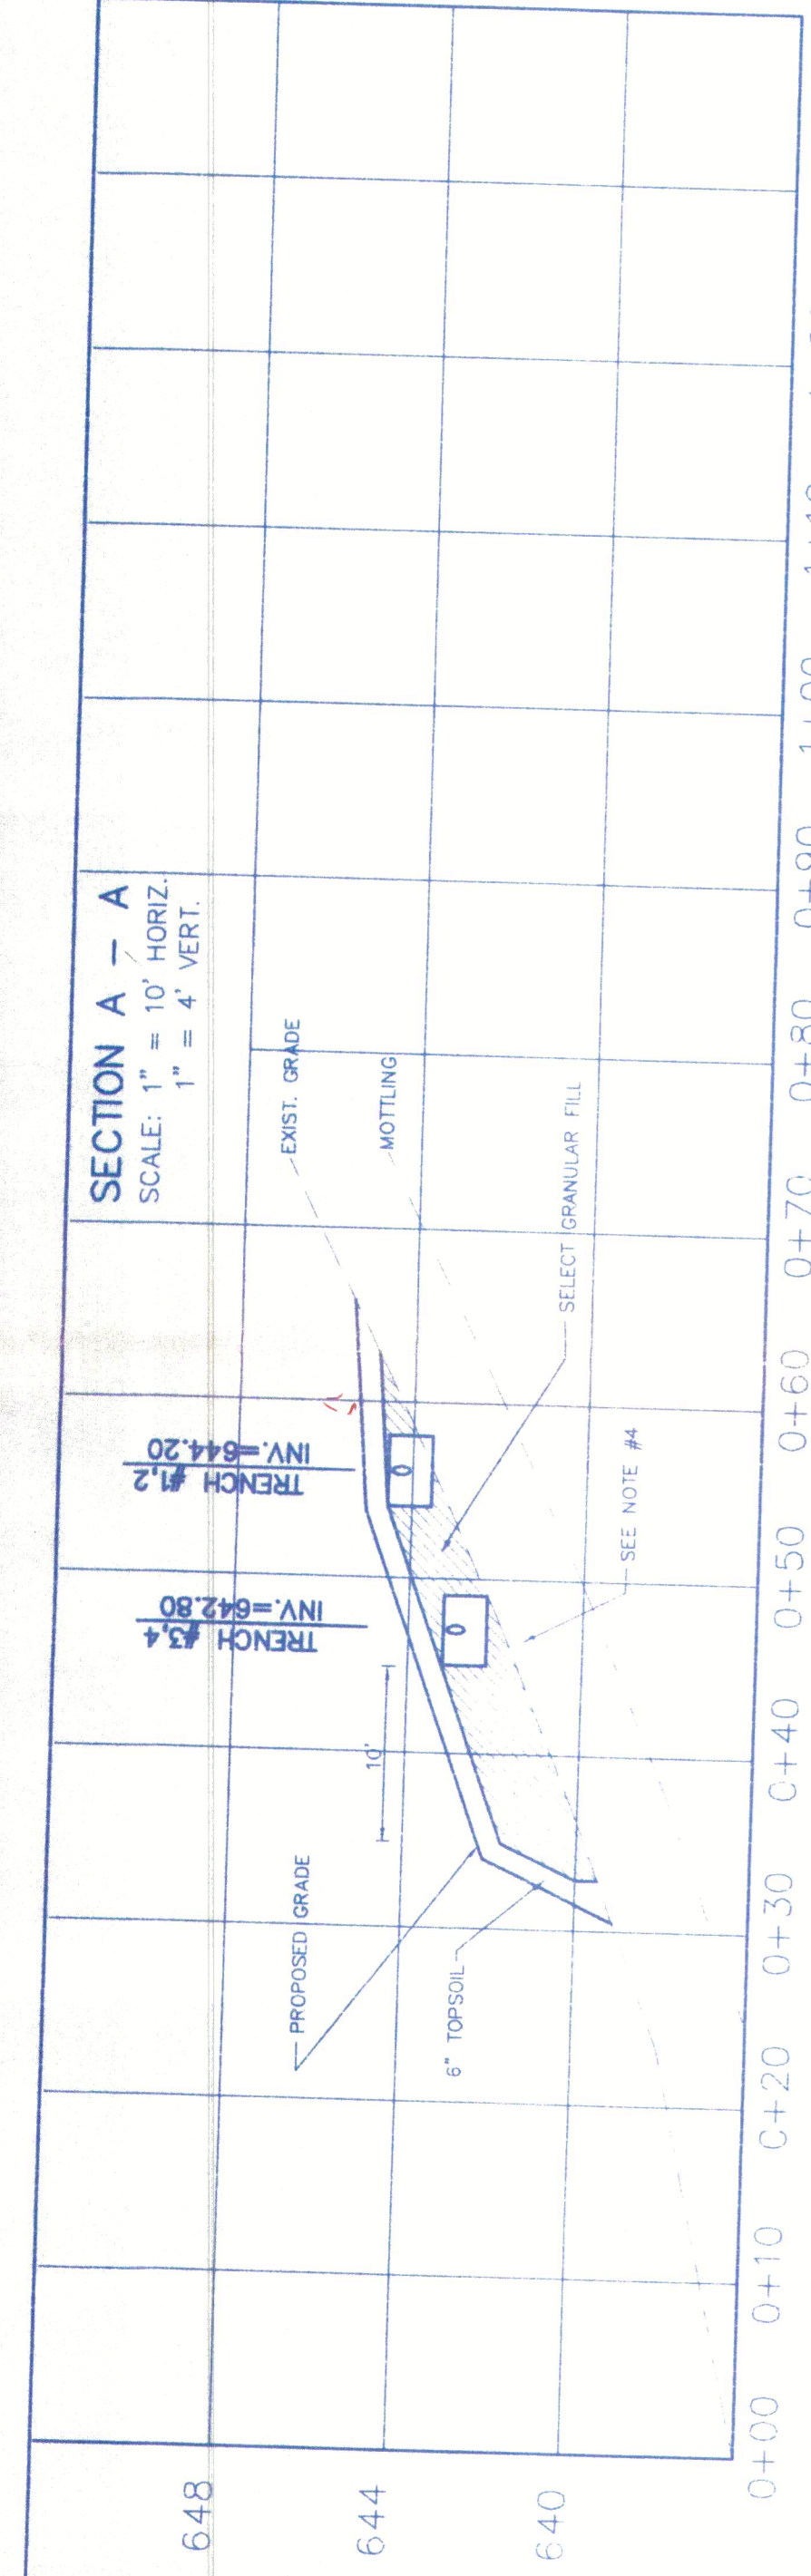 SECTION A – A
SCALE: 1" = 10' HORIZ.
1" = 4' VERT.
TRENCH #1,2
INV.=644.20
TRENCH #3,4
INV.=642.80
EXIST. GRADE
MOTTLING
PROPOSED GRADE
10'
6" TOPSOIL
SELECT GRANULAR FILL
SEE NOTE #4
648
644
640
0+00 0+10 0+20 0+30 0+40 0+50 0+60 0+70 0+80 0+90 1+00